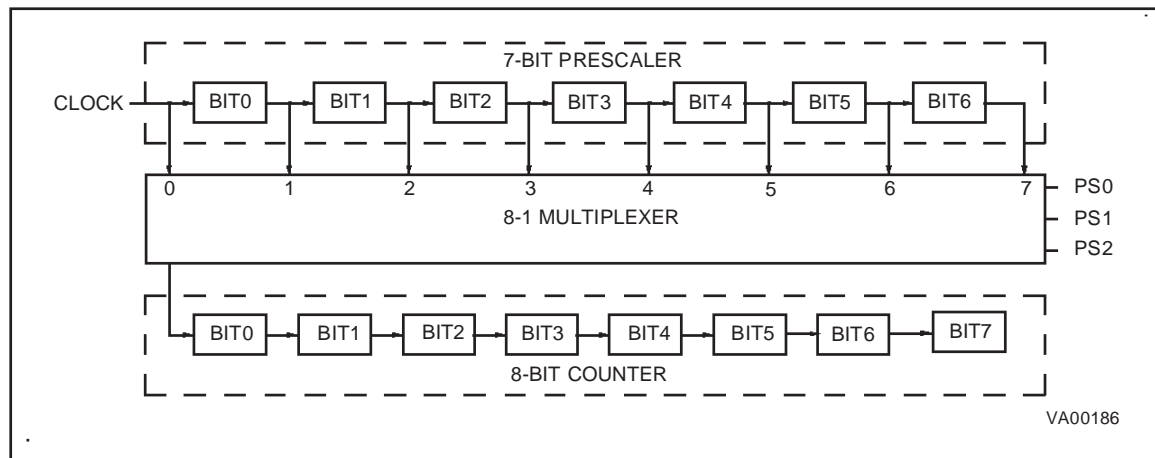 7-BIT PRESCALER
CLOCK
BIT0 BIT1 BIT2 BIT3 BIT4 BIT5 BIT6
0 1 2 3 4 5 6 7
8-1 MULTIPLEXER
PS0
PS1
PS2
BIT0 BIT1 BIT2 BIT3 BIT4 BIT5 BIT6 BIT7
8-BIT COUNTER
VA00186